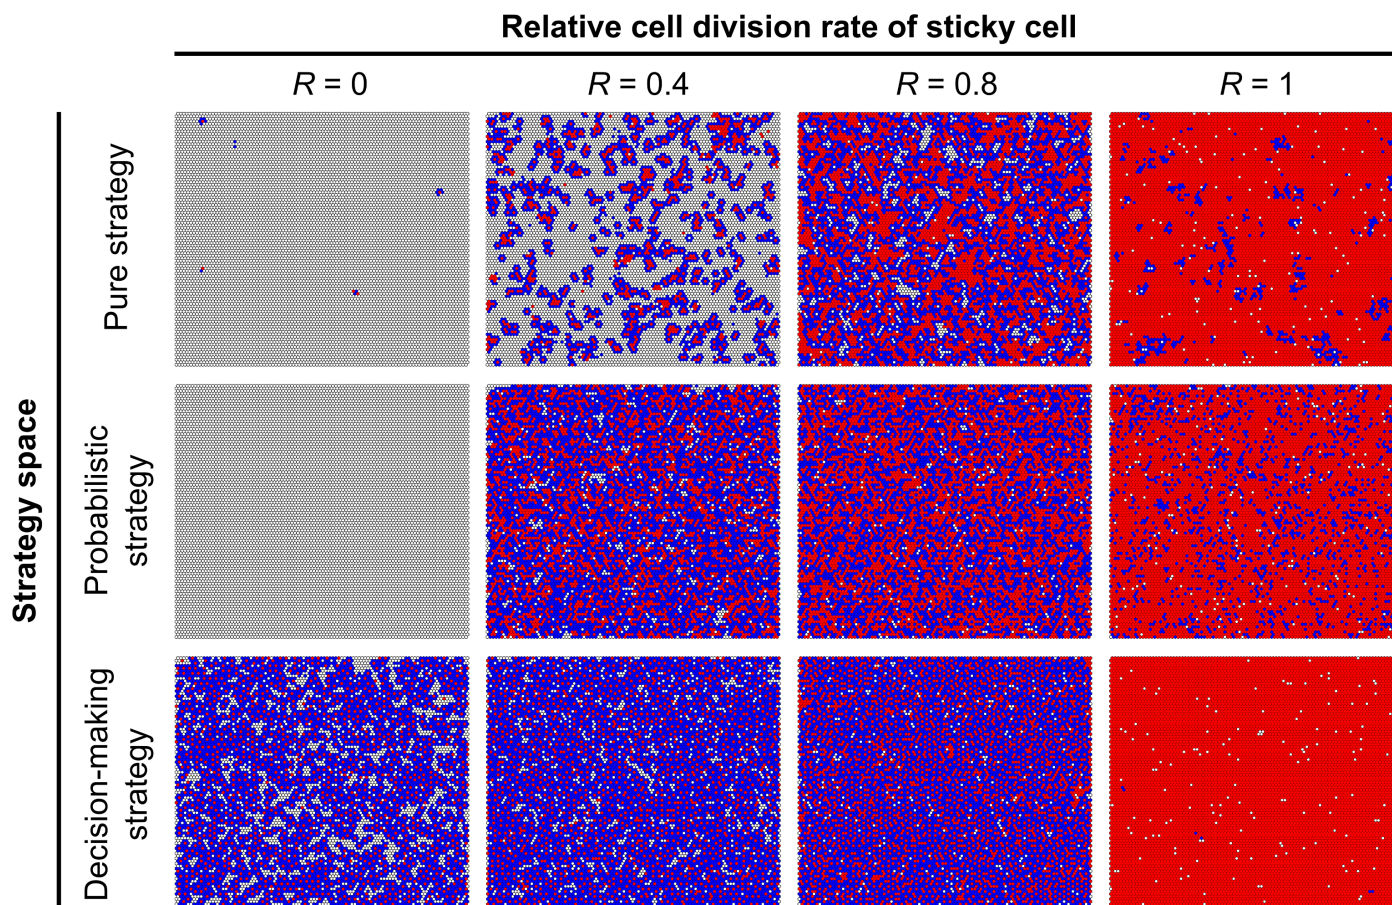 Relative cell division rate of sticky cell
R = 0
R = 0.4
R = 0.8
R = 1
Strategy space
Pure strategy
Probabilistic
strategy
Decision-making
strategy